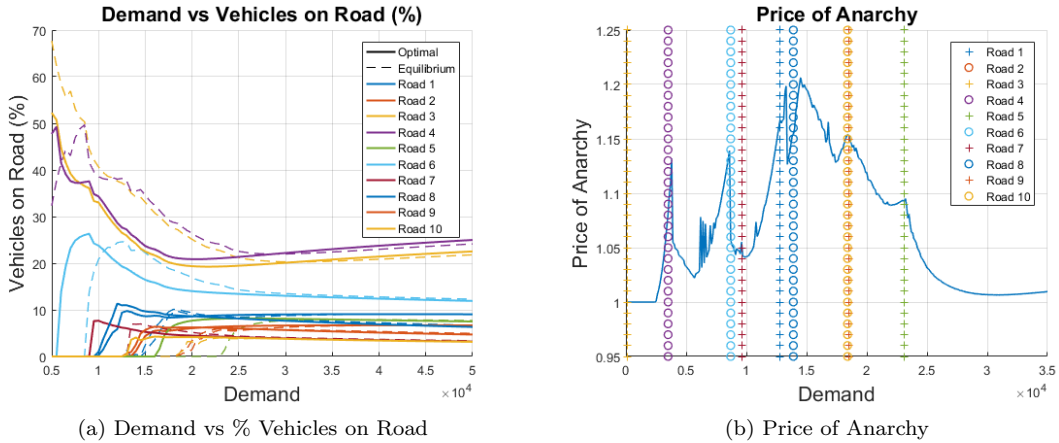 Demand vs Vehicles on Road (%)
Vehicles on Road (%)
70
60
50
40
30
20
10
0
Optimal
Equilibrium
Road 1
Road 2
Road 3
Road 4
Road 5
Road 6
Road 7
Road 8
Road 9
Road 10
0.5 1 1.5 2 2.5 3 3.5 4 4.5 5
×10⁴
Demand
(a) Demand vs % Vehicles on Road
Price of Anarchy
Price of Anarchy
1.25
1.2
1.15
1.1
1.05
1
0.95
Road 1
Road 2
Road 3
Road 4
Road 5
Road 6
Road 7
Road 8
Road 9
Road 10
0 0.5 1 1.5 2 2.5 3 3.5
×10⁴
Demand
(b) Price of Anarchy